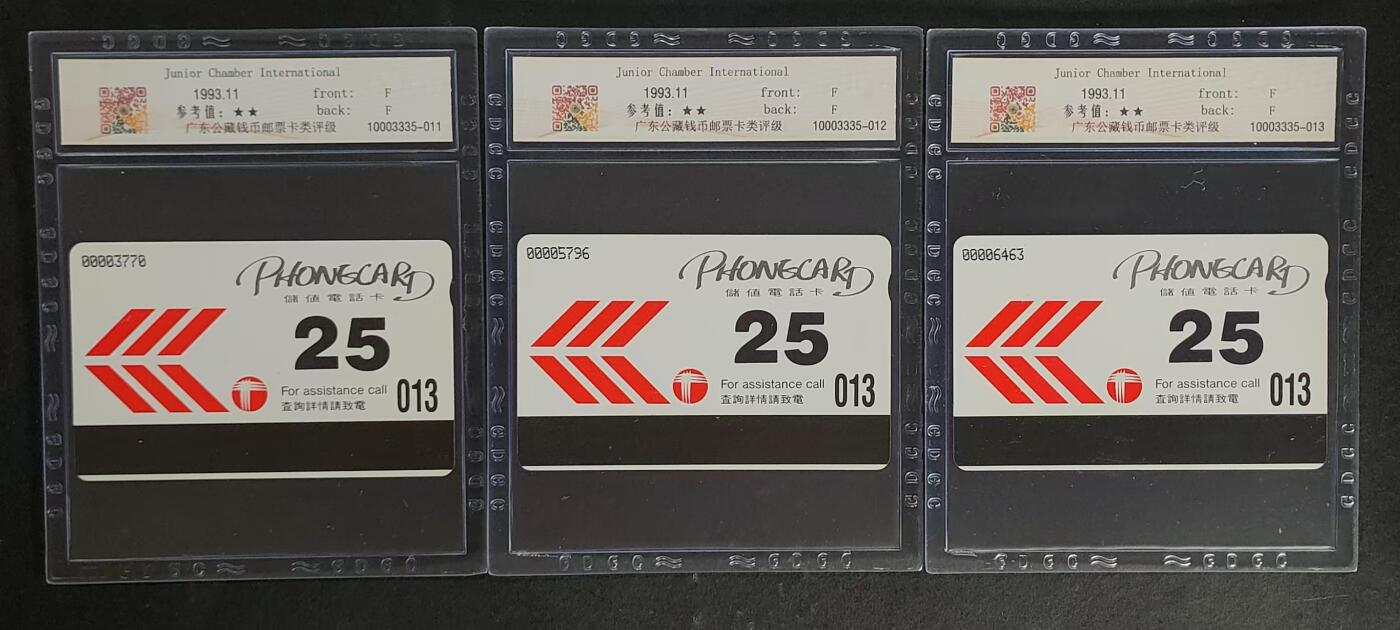 Junior Chamber International
1993.11 front: F
参考值: ★★ back: F
广东公藏钱币邮票卡类评级 10003335-011
00003770
PHONECARD
儲值電話卡
25
For assistance call 013
查詢詳情請致電
Junior Chamber International
1993.11 front: F
参考值: ★★ back: F
广东公藏钱币邮票卡类评级 10003335-012
00005796
PHONECARD
儲值電話卡
25
For assistance call 013
查詢詳情請致電
Junior Chamber International
1993.11 front: F
参考值: ★★ back: F
广东公藏钱币邮票卡类评级 10003335-013
00006463
PHONECARD
儲值電話卡
25
For assistance call 013
查詢詳情請致電